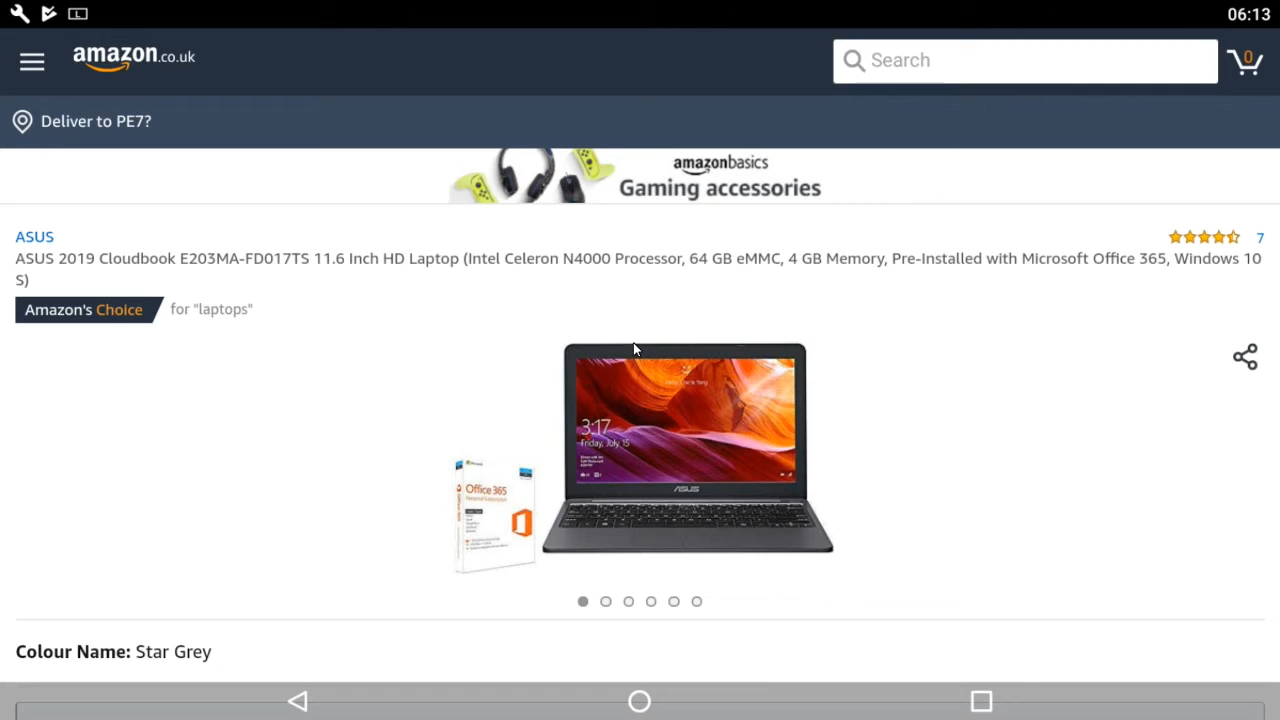 L
06:13
amazon.co.uk
Search
0
Deliver to PE7?
amazonbasics
Gaming accessories
ASUS
7
ASUS 2019 Cloudbook E203MA-FD017TS 11.6 Inch HD Laptop (Intel Celeron N4000 Processor, 64 GB eMMC, 4 GB Memory, Pre-Installed with Microsoft Office 365, Windows 10
S)
Amazon's Choice for "laptops"
3:17
Friday, July 15
Office 365
ASUS
Colour Name: Star Grey